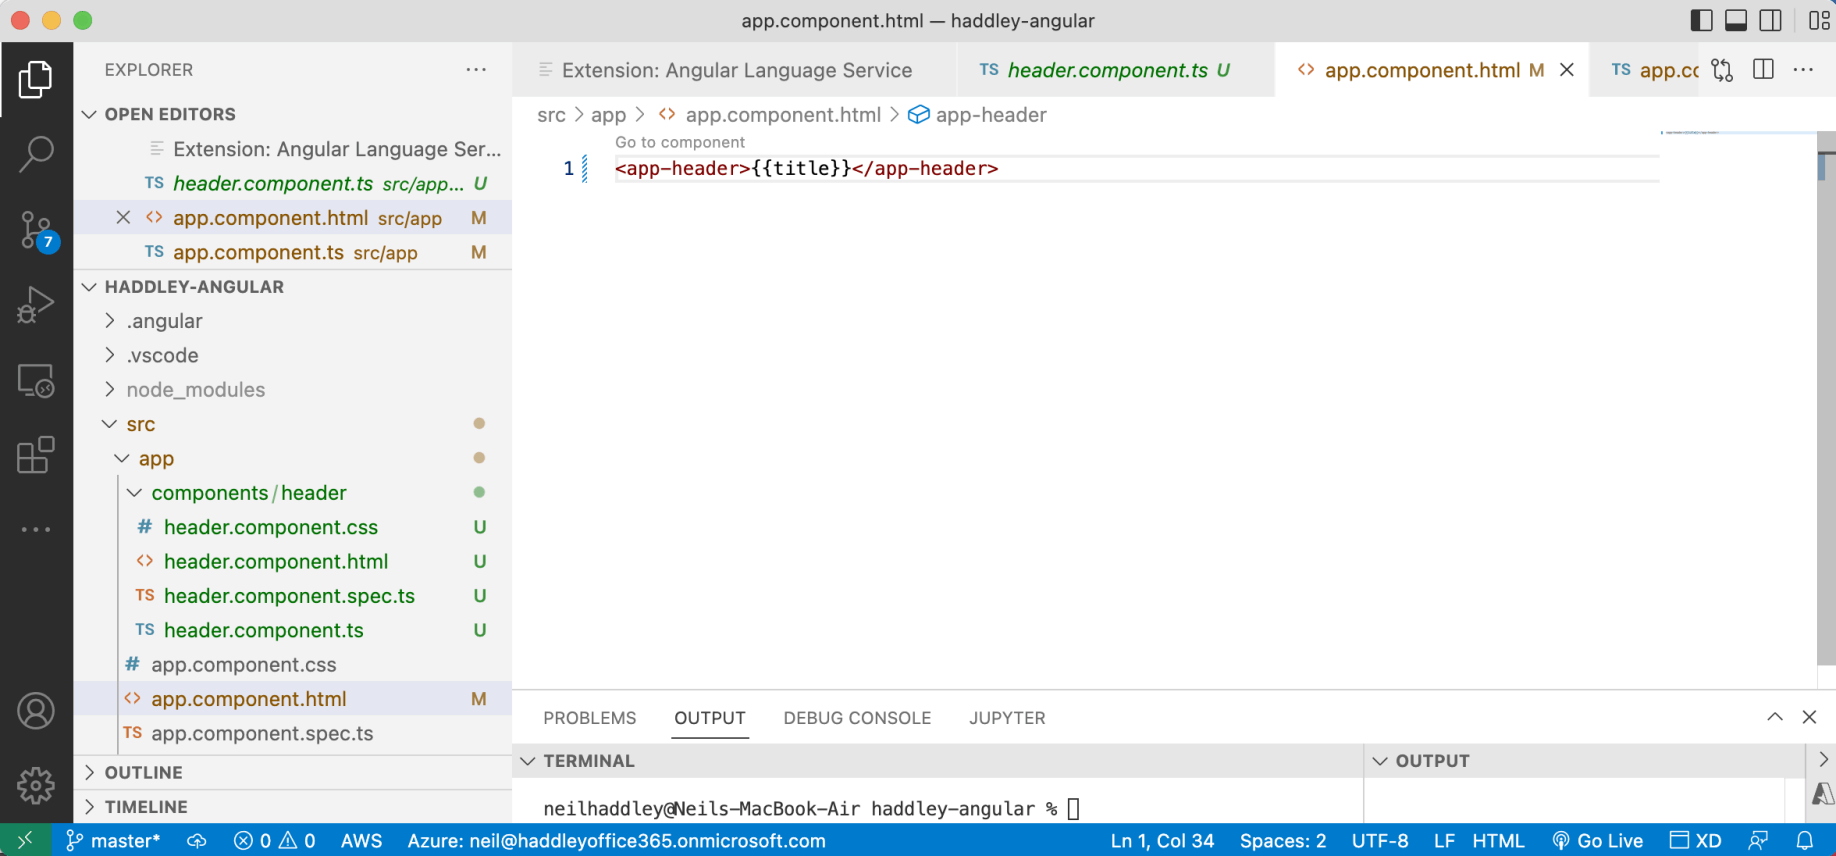 app.component.html — haddley-angular
EXPLORER
OPEN EDITORS
Extension: Angular Language Ser...
TS header.component.ts src/app... U
<> app.component.html src/app M
TS app.component.ts src/app M
HADDLEY-ANGULAR
.angular
.vscode
node_modules
src
app
components/header
# header.component.css U
<> header.component.html U
TS header.component.spec.ts U
TS header.component.ts U
# app.component.css
<> app.component.html M
TS app.component.spec.ts
OUTLINE
TIMELINE
7
Extension: Angular Language Service
TS header.component.ts U
<> app.component.html M
TS app.cc
src > app > <> app.component.html > app-header
Go to component
1 <app-header>{{title}}</app-header>
PROBLEMS OUTPUT DEBUG CONSOLE JUPYTER
TERMINAL
OUTPUT
neilhaddley@Neils-MacBook-Air haddley-angular %
master* 0 0 AWS Azure: neil@haddleyoffice365.onmicrosoft.com Ln 1, Col 34 Spaces: 2 UTF-8 LF HTML Go Live XD